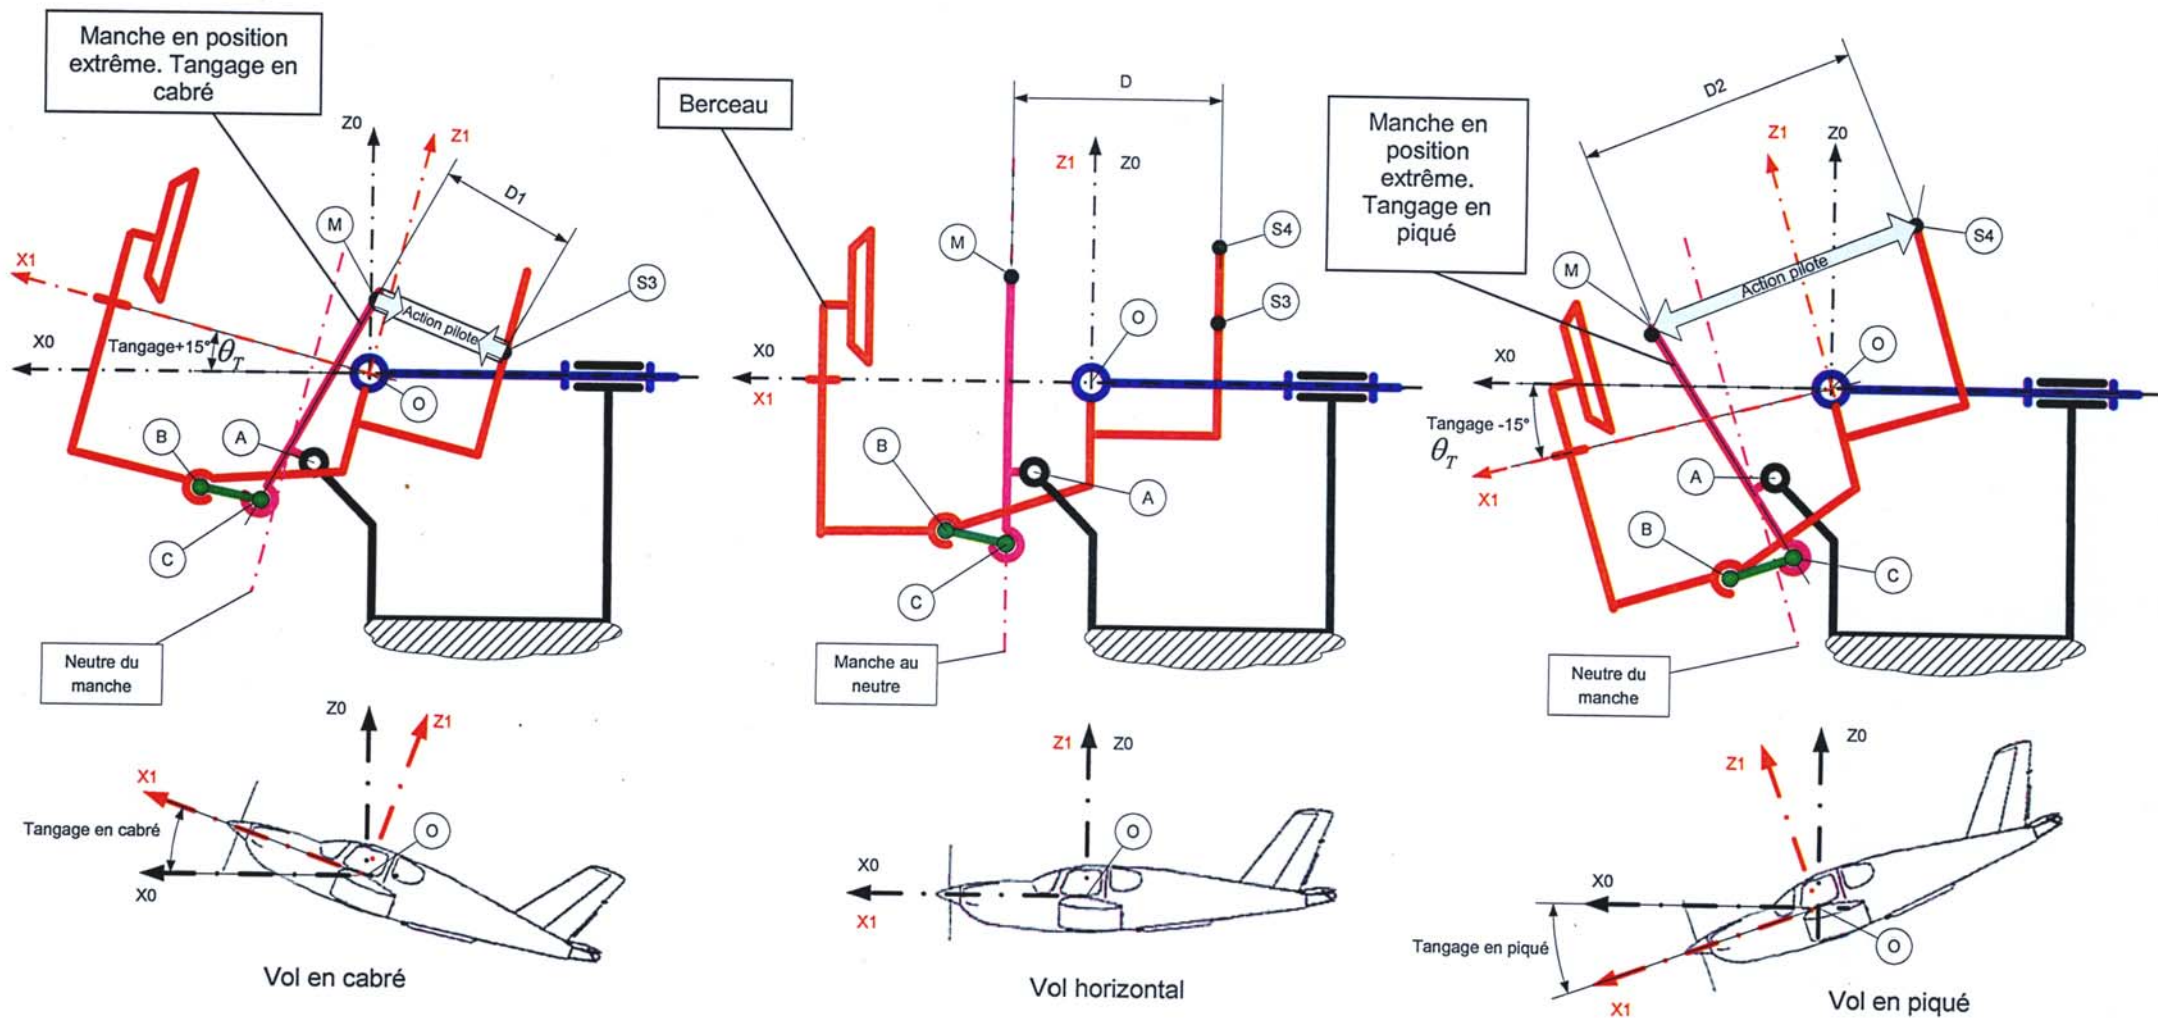 Manche en position
extrême. Tangage en
cabré
Z0
Z1
D1
M
X1
S3
Action pilote
X0
Tangage+15°
θT
O
B
A
C
Neutre du
manche
Berceau
D
Z1
Z0
S4
M
S3
O
X0
X1
B
A
C
Manche au
neutre
Manche en
position
extrême.
Tangage en
piqué
D2
Z1
Z0
S4
M
Action pilote
O
X0
Tangage -15°
θT
X1
A
B
C
Neutre du
manche
Z0
Z1
X1
Tangage en cabré
O
X0
Vol en cabré
Z1
Z0
O
X0
X1
Vol horizontal
Z0
Z1
X0
Tangage en piqué
O
X1
Vol en piqué